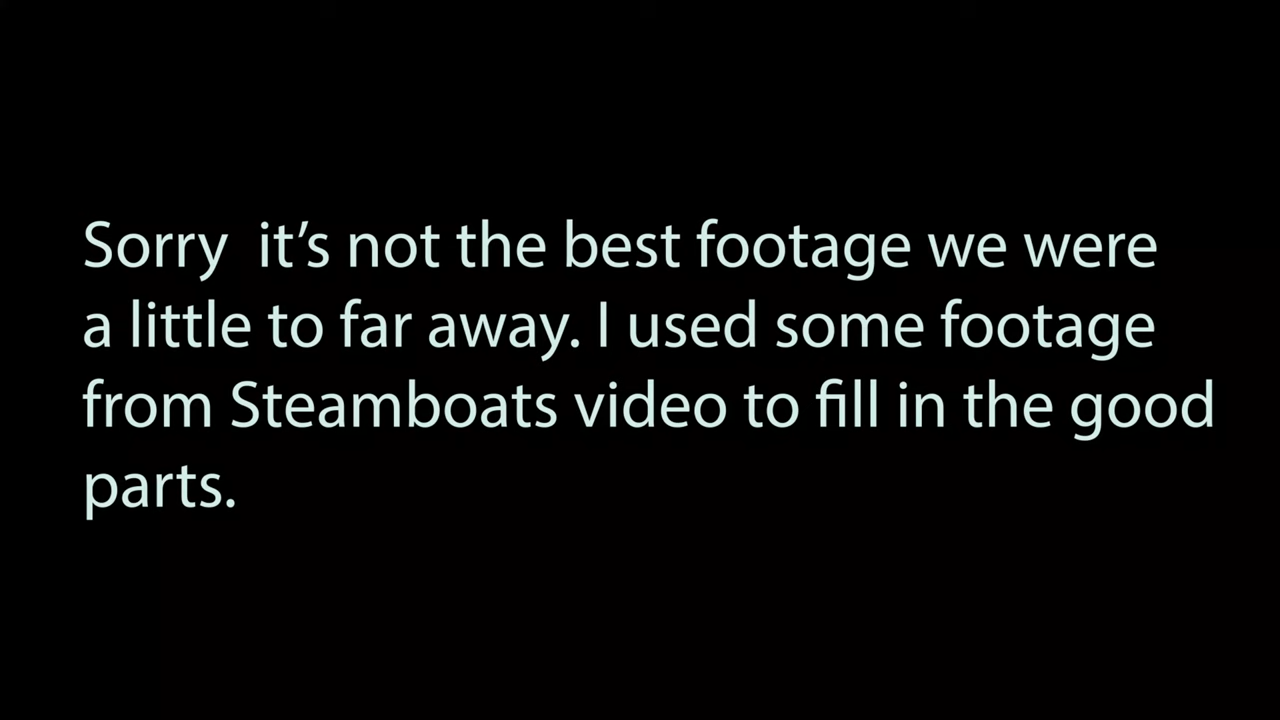 Sorry  it’s not the best footage we were
a little to far away. I used some footage
from Steamboats video to fill in the good
parts.